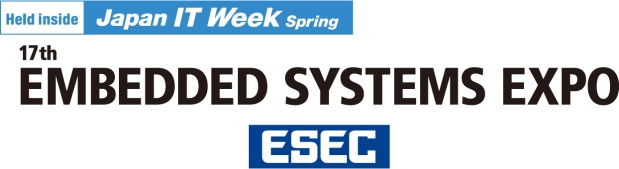 Held inside Japan IT Week Spring
17th
EMBEDDED SYSTEMS EXPO
ESEC